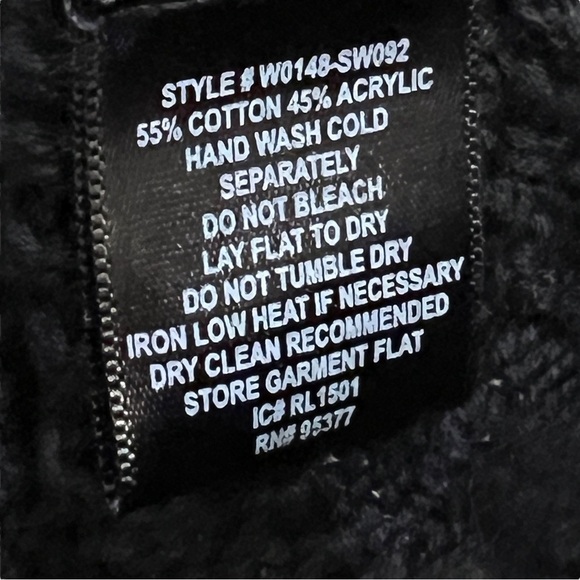 STYLE # W0148-SW092
55% COTTON 45% ACRYLIC
HAND WASH COLD
SEPARATELY
DO NOT BLEACH
LAY FLAT TO DRY
DO NOT TUMBLE DRY
IRON LOW HEAT IF NECESSARY
DRY CLEAN RECOMMENDED
STORE GARMENT FLAT
IC# RL1501
RN# 95377